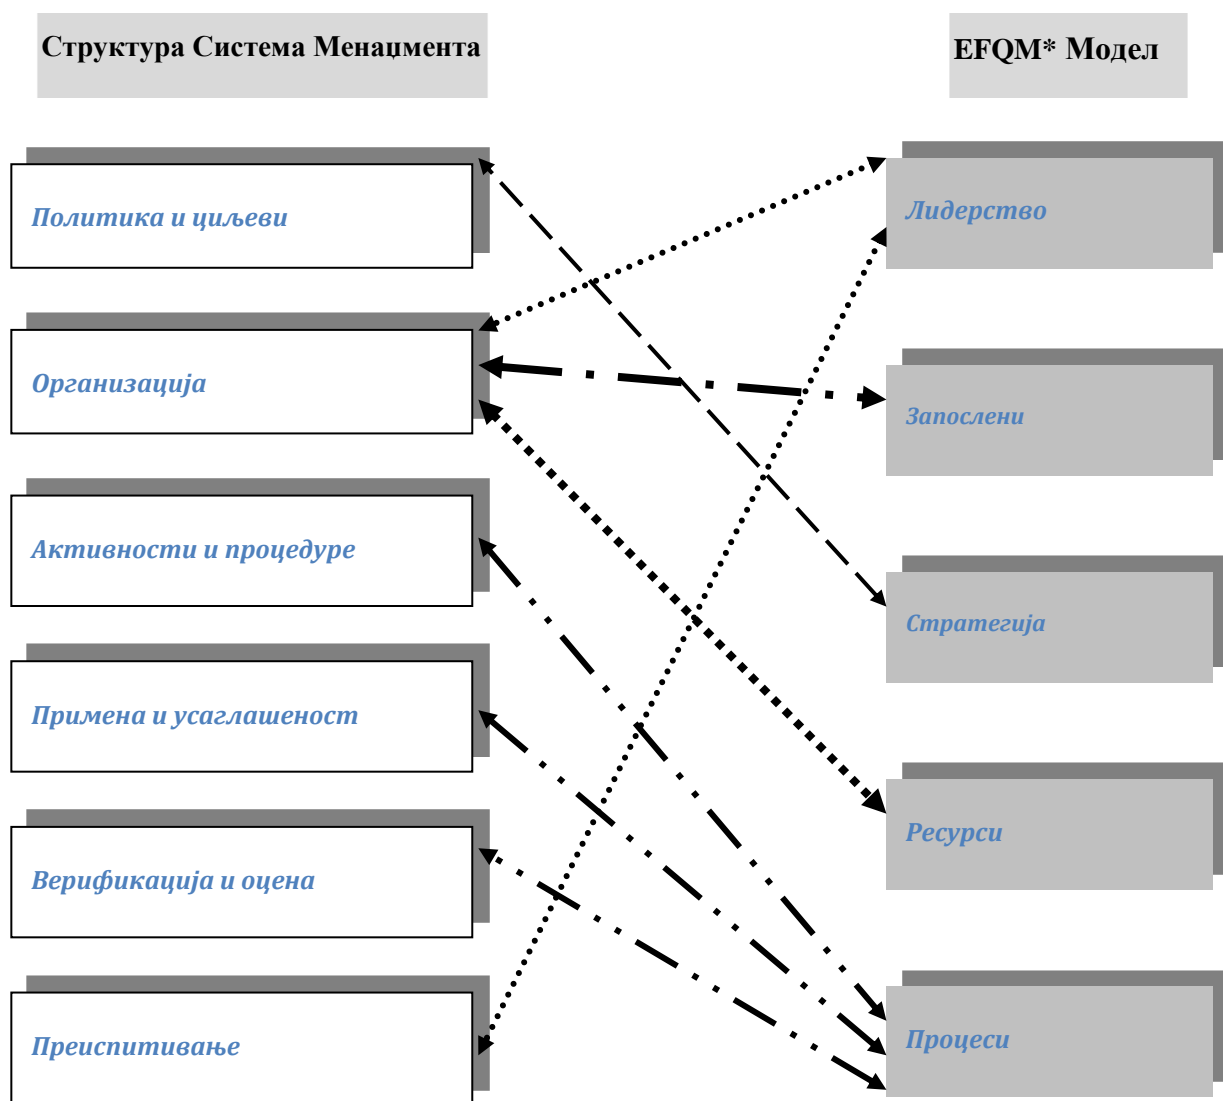 Структура Система Менаџмента
EFQM* Модел
Политика и циљеви
Лидерство
Организација
Запослени
Активности и процедуре
Стратегија
Примена и усаглашеност
Ресурси
Верификација и оцена
Преиспитивање
Процеси